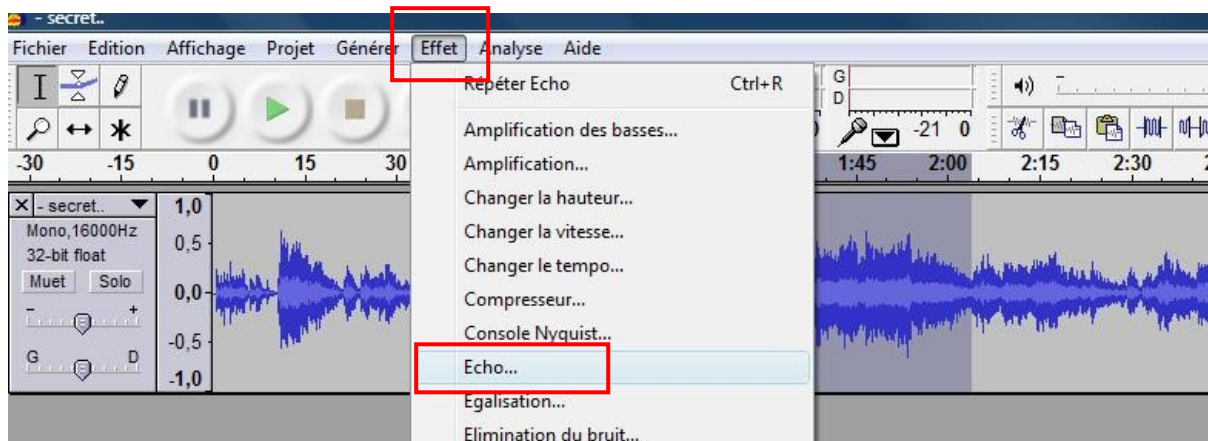 - secret..
Fichier Edition Affichage Projet Générer Effet Analyse Aide
Répéter Echo Ctrl+R
G
D
-21 0
Amplification des basses...
-30 -15 0 15 30 1:45 2:00 2:15 2:30
Amplification...
- secret.. 1,0
Changer la hauteur...
Mono,16000Hz
32-bit float 0,5
Changer la vitesse...
Changer le tempo...
Muet Solo 0,0
Compresseur...
- +
Console Nyquist...
-0,5
G D
Echo...
-1,0
Egalisation...
Elimination du bruit...